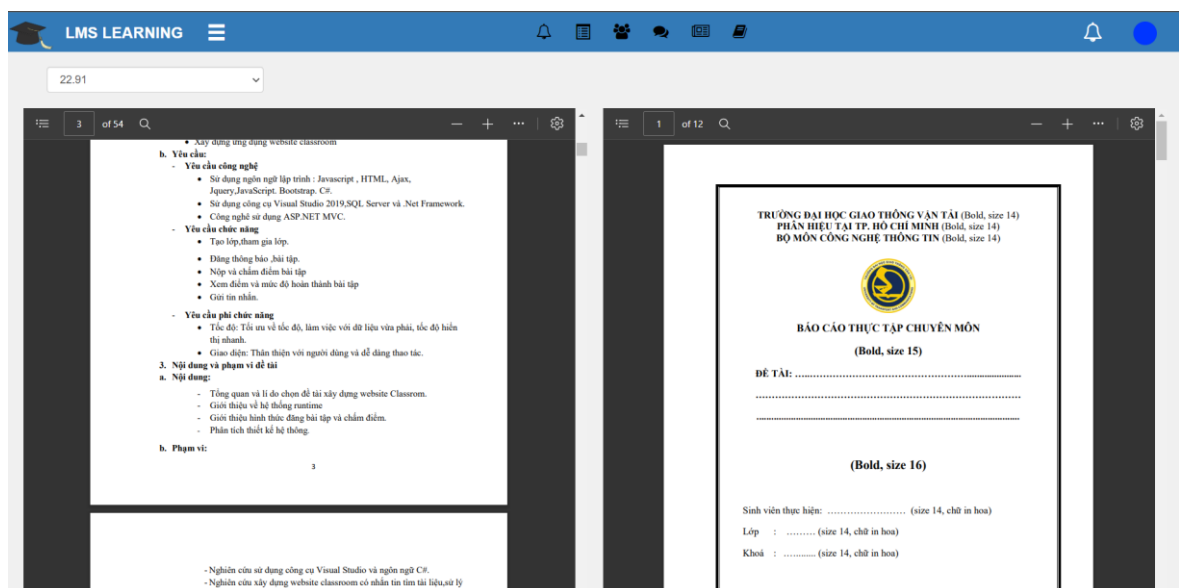 LMS LEARNING
22.91
3 of 54
• Xây dựng ứng dụng website classroom
b. Yêu cầu:
- Yêu cầu công nghệ
• Sử dụng ngôn ngữ lập trình : Javascript , HTML, Ajax,
Jquery,JavaScript. Bootstrap. C#.
• Sử dụng công cụ Visual Studio 2019,SQL Server và .Net Framework.
• Công nghệ sử dụng ASP.NET MVC.
- Yêu cầu chức năng
• Tạo lớp,tham gia lớp.
• Đăng thông báo ,bài tập.
• Nộp và chấm điểm bài tập
• Xem điểm và mức độ hoàn thành bài tập
• Gửi tin nhắn.
- Yêu cầu phi chức năng
• Tốc độ: Tối ưu về tốc độ, làm việc với dữ liệu vừa phải, tốc độ hiển
thị nhanh.
• Giao diện: Thân thiện với người dùng và dễ dàng thao tác.
3. Nội dung và phạm vi đề tài
a. Nội dung:
- Tổng quan và lí do chọn đề tài xây dựng website Classrom.
- Giới thiệu về hệ thống runtime
- Giới thiệu hình thức đăng bài tập và chấm điểm.
- Phân tích thiết kế hệ thống.
b. Phạm vi:
3
- Nghiên cứu sử dụng công cụ Visual Studio và ngôn ngữ C#.
- Nghiên cứu xây dựng website classroom có nhắn tin tìm tài liệu,sử lý
1 of 12
TRƯỜNG ĐẠI HỌC GIAO THÔNG VẬN TẢI (Bold, size 14)
PHÂN HIỆU TẠI TP. HỒ CHÍ MINH (Bold, size 14)
BỘ MÔN CÔNG NGHỆ THÔNG TIN (Bold, size 14)
BÁO CÁO THỰC TẬP CHUYÊN MÔN
(Bold, size 15)
ĐỀ TÀI: ……………………………………………………………
……………………………………………………………………
……………………………………………………………………
(Bold, size 16)
Sinh viên thực hiện: …………………… (size 14, chữ in hoa)
Lớp : ……… (size 14, chữ in hoa)
Khoá : ……….. (size 14, chữ in hoa)